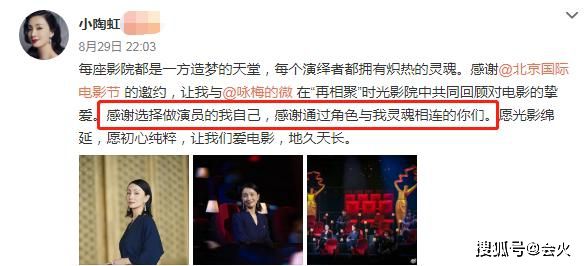 小陶虹
8月29日 22:03
每座影院都是一方造梦的天堂，每个演绎者都拥有炽热的灵魂。感谢@北京国际
电影节 的邀约，让我与@咏梅的微 在“再相聚”时光影院中共同回顾对电影的挚
爱。感谢选择做演员的我自己，感谢通过角色与我灵魂相连的你们。愿光影绵
延，愿初心纯粹，让我们爱电影，地久天长。
搜狐号@会火